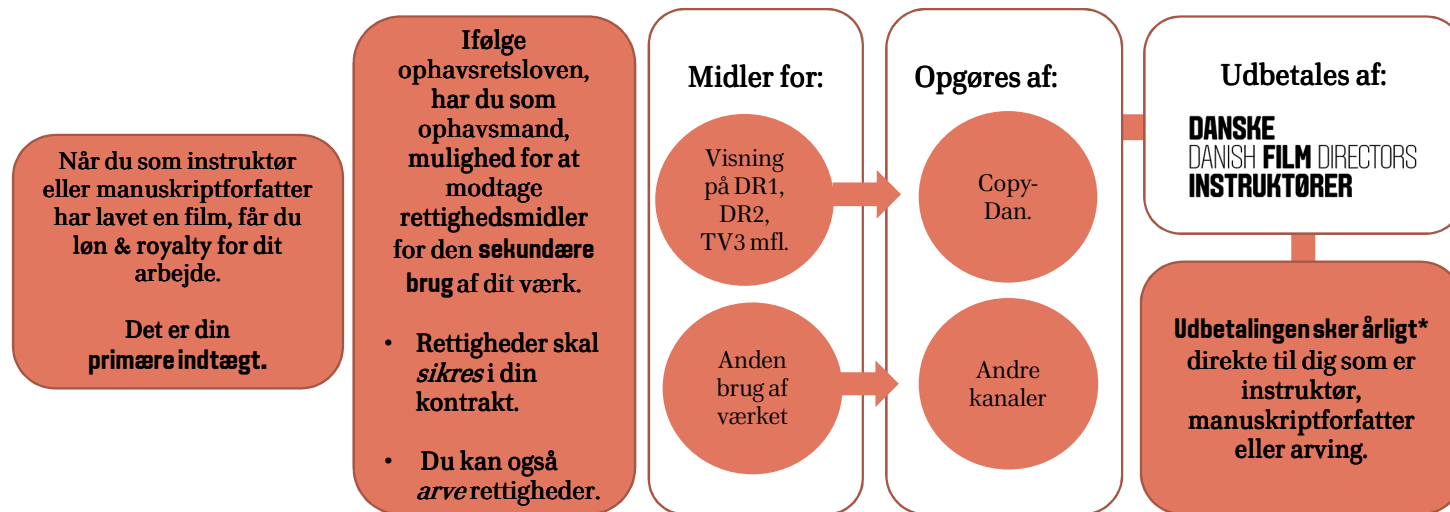 Når du som instruktør
eller manuskriptforfatter
har lavet en film, får du
løn & royalty for dit
arbejde.
Det er din
primære indtægt.
Ifølge
ophavsretsloven,
har du som
ophavsmand,
mulighed for at
modtage
rettighedsmidler
for den sekundære
brug af dit værk.
• Rettigheder skal
sikres i din
kontrakt.
• Du kan også
arve rettigheder.
Midler for:
Visning
på DR1,
DR2,
TV3 mfl.
Anden
brug af
værket
Opgøres af:
Copy-
Dan.
Andre
kanaler
Udbetales af:
DANSKE
DANISH FILM DIRECTORS
INSTRUKTØRER
Udbetalingen sker årligt*
direkte til dig som er
instruktør,
manuskriptforfatter
eller arving.